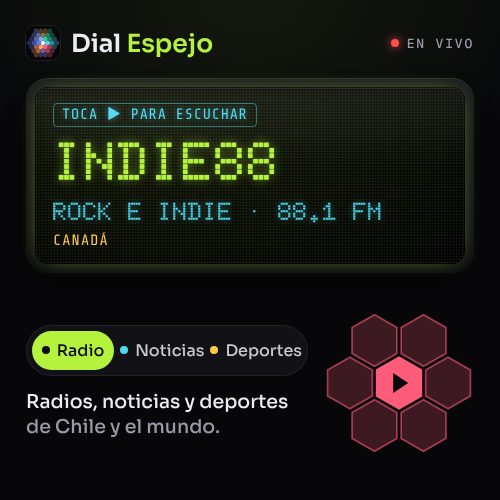 Dial Espejo
EN VIVO
TOCA ▶ PARA ESCUCHAR
INDIE88
ROCK E INDIE · 88.1 FM
CANADÁ
Radio Noticias Deportes
Radios, noticias y deportes
de Chile y el mundo.